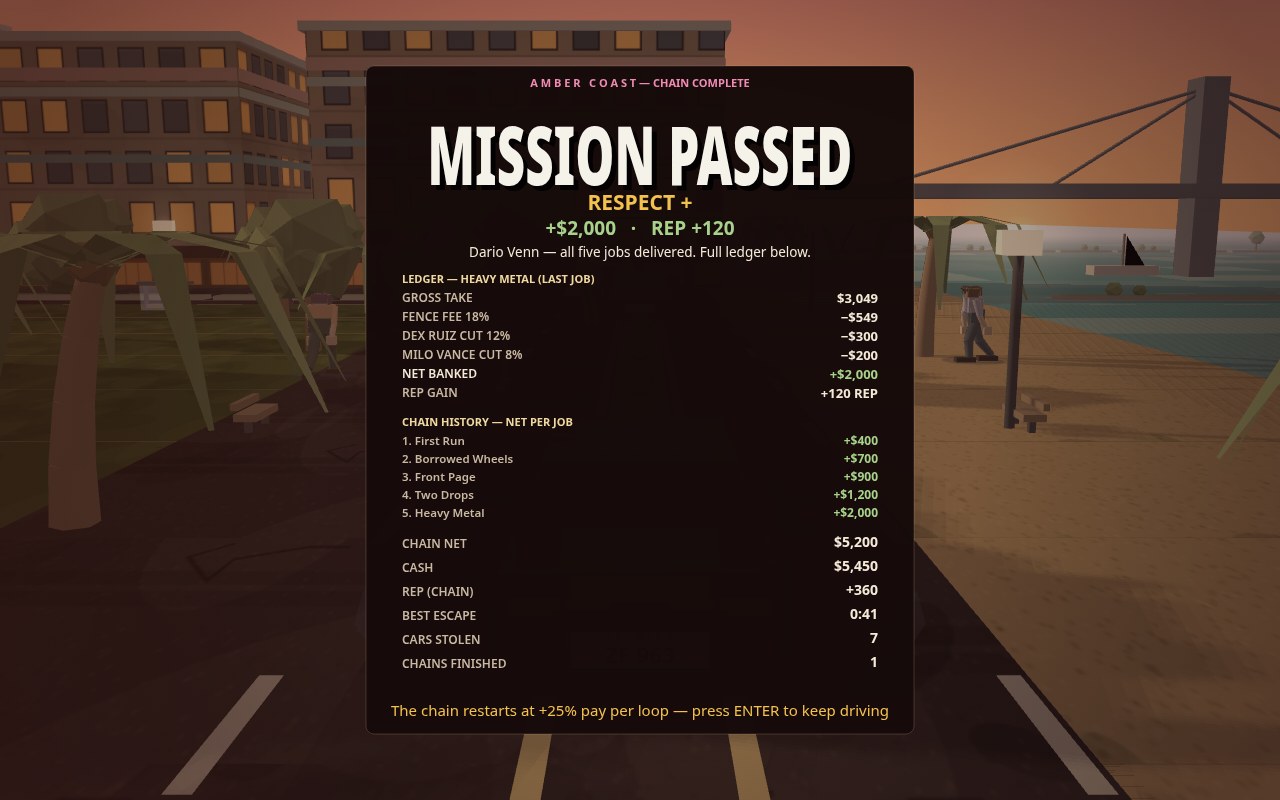 AMBER COAST — CHAIN COMPLETE
MISSION PASSED
RESPECT +
+$2,000 · REP +120
Dario Venn — all five jobs delivered. Full ledger below.
LEDGER — HEAVY METAL (LAST JOB)
GROSS TAKE $3,049
FENCE FEE 18% −$549
DEX RUIZ CUT 12% −$300
MILO VANCE CUT 8% −$200
NET BANKED +$2,000
REP GAIN +120 REP
CHAIN HISTORY — NET PER JOB
1. First Run +$400
2. Borrowed Wheels +$700
3. Front Page +$900
4. Two Drops +$1,200
5. Heavy Metal +$2,000
CHAIN NET $5,200
CASH $5,450
REP (CHAIN) +360
BEST ESCAPE 0:41
CARS STOLEN 7
CHAINS FINISHED 1
The chain restarts at +25% pay per loop — press ENTER to keep driving